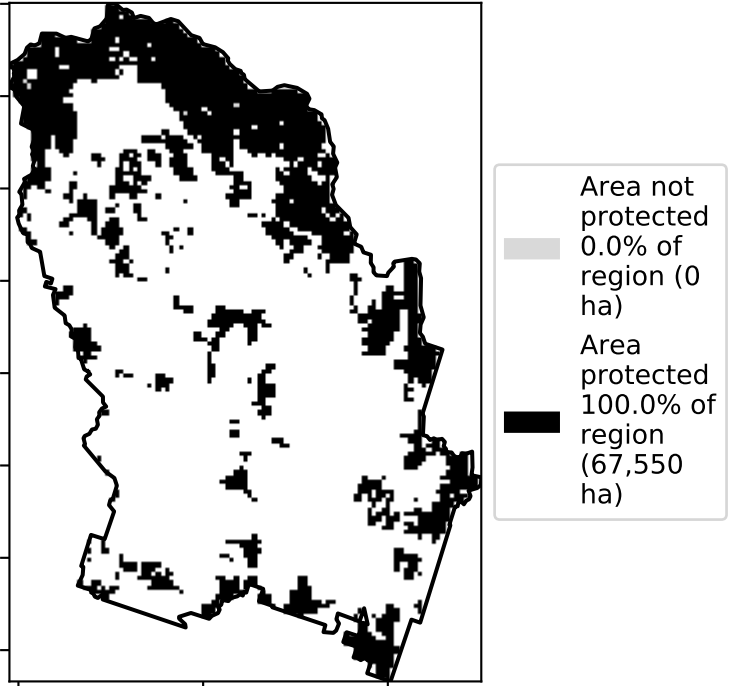 Area not
protected
0.0% of
region (0
ha)
Area
protected
100.0% of
region
(67,550
ha)